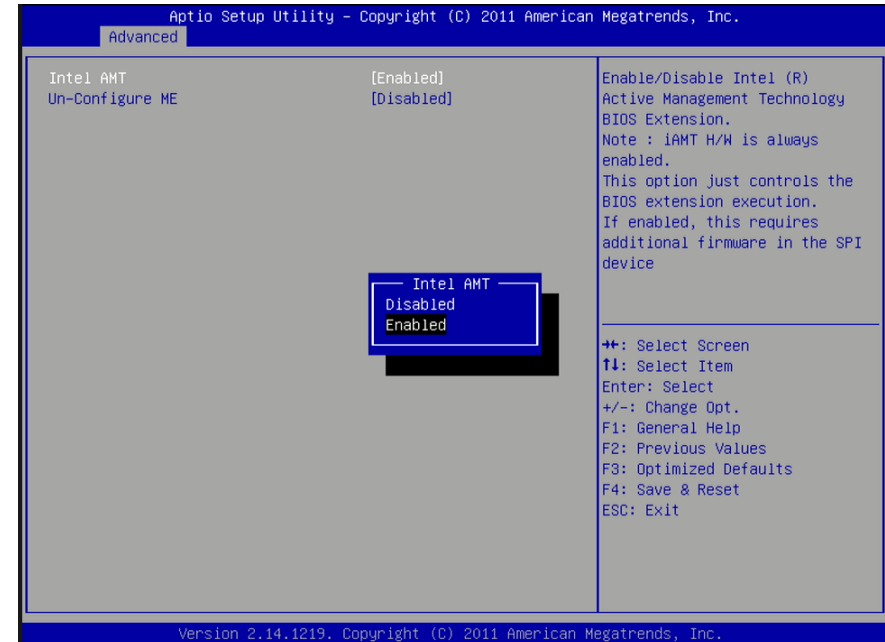 Aptio Setup Utility – Copyright (C) 2011 American Megatrends, Inc.
Advanced
Intel AMT [Enabled]
Un-Configure ME [Disabled]
Enable/Disable Intel (R)
Active Management Technology
BIOS Extension.
Note : iAMT H/W is always
enabled.
This option just controls the
BIOS extension execution.
If enabled, this requires
additional firmware in the SPI
device
Intel AMT
Disabled
Enabled
→←: Select Screen
↑↓: Select Item
Enter: Select
+/-: Change Opt.
F1: General Help
F2: Previous Values
F3: Optimized Defaults
F4: Save & Reset
ESC: Exit
Version 2.14.1219. Copyright (C) 2011 American Megatrends, Inc.